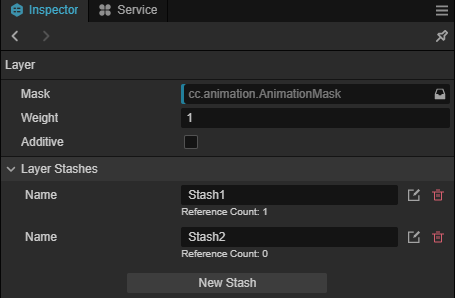 Inspector Service
Layer
Mask cc.animation.AnimationMask
Weight 1
Additive
Layer Stashes
Name Stash1
Reference Count: 1
Name Stash2
Reference Count: 0
New Stash